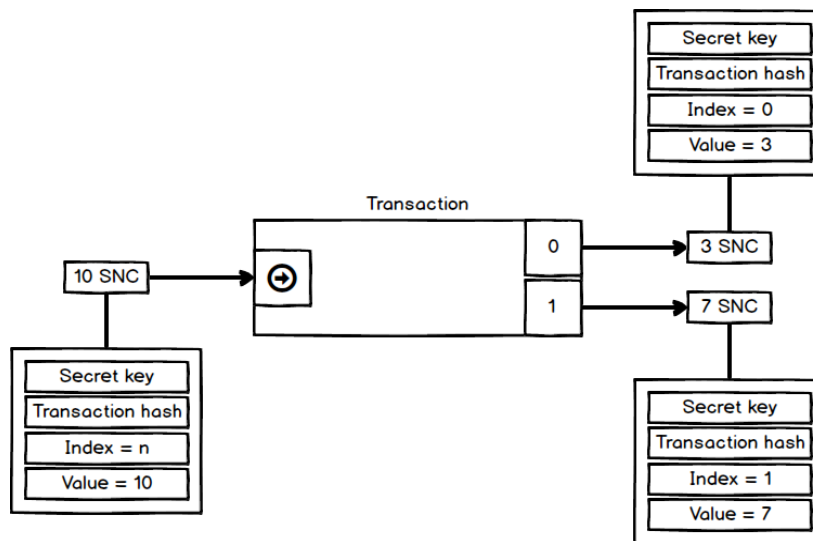 Secret key
Transaction hash
Index = 0
Value = 3
Transaction
0
3 SNC
10 SNC
1
7 SNC
Secret key
Transaction hash
Index = n
Value = 10
Secret key
Transaction hash
Index = 1
Value = 7